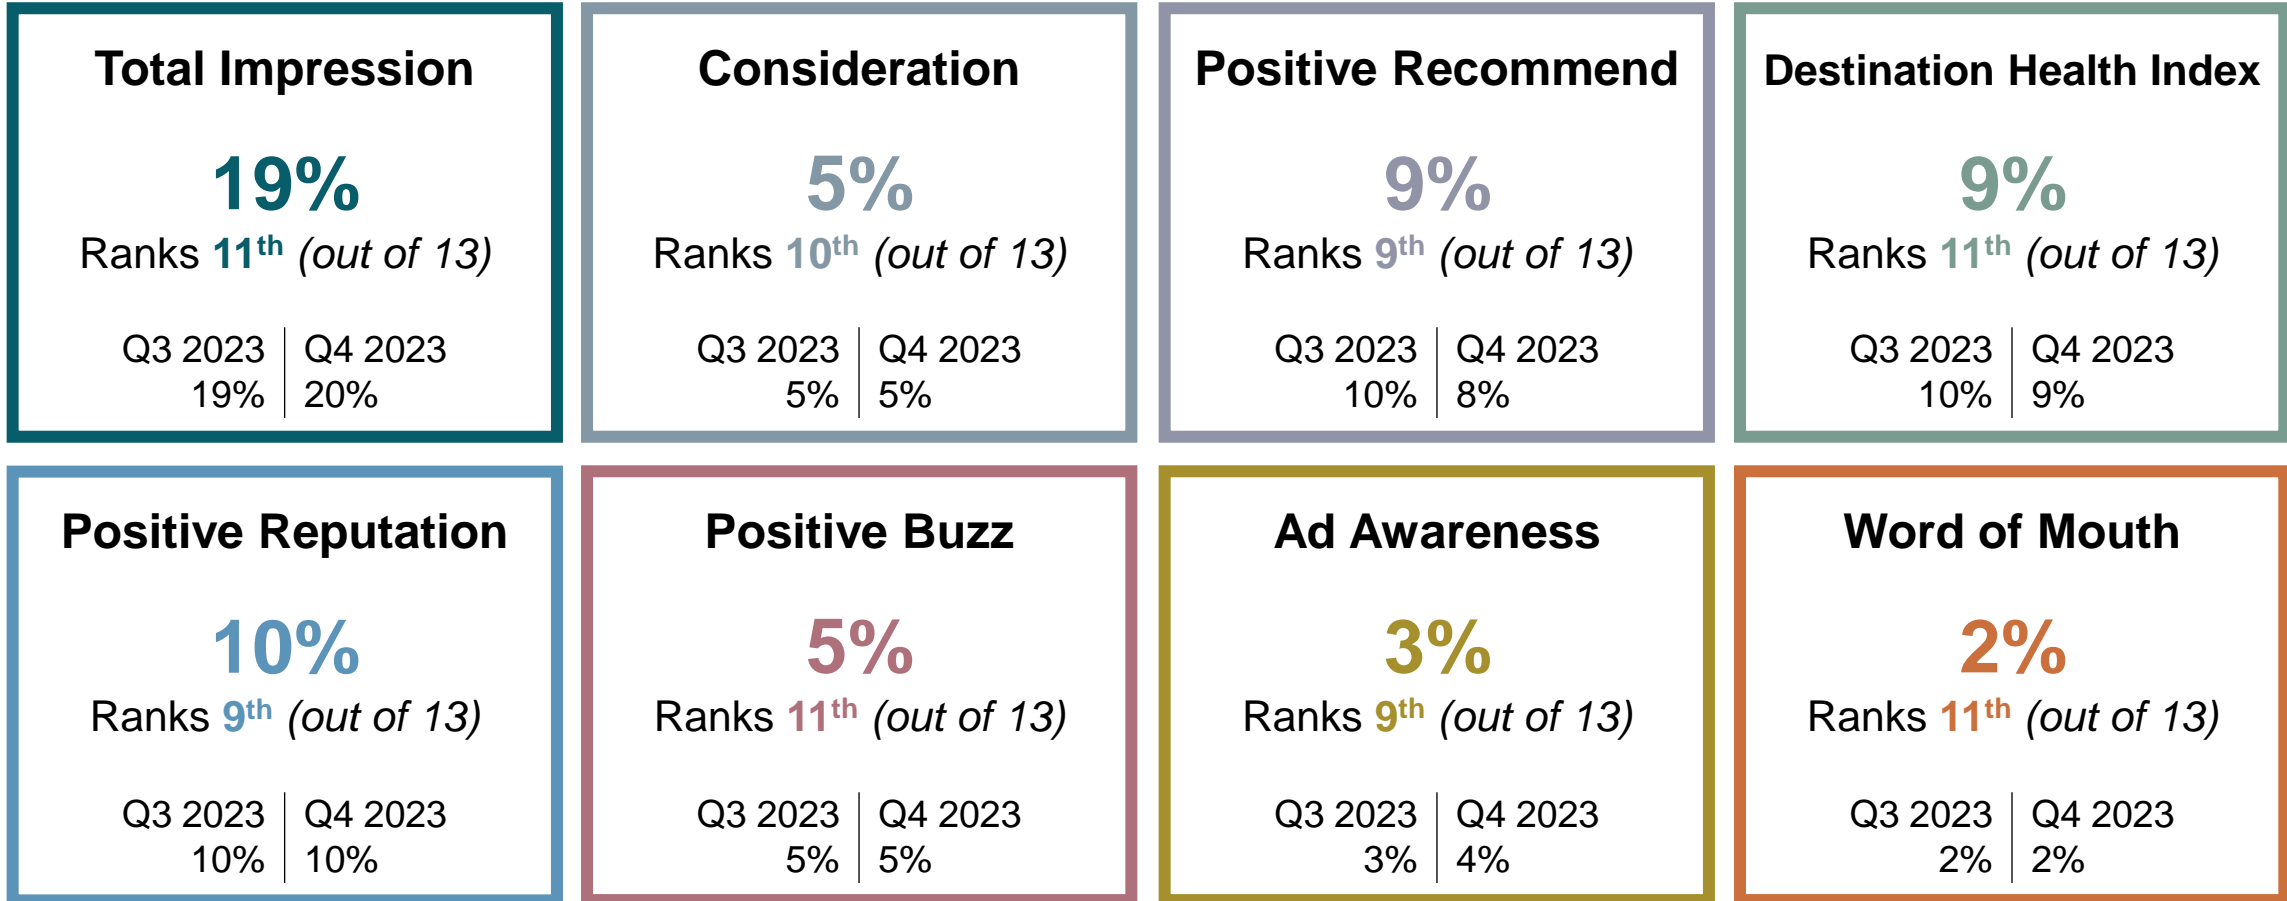 Total Impression
19%
Ranks 11th (out of 13)
Q3 2023 Q4 2023
19% 20%
Consideration
5%
Ranks 10th (out of 13)
Q3 2023 Q4 2023
5% 5%
Positive Recommend
9%
Ranks 9th (out of 13)
Q3 2023 Q4 2023
10% 8%
Destination Health Index
9%
Ranks 11th (out of 13)
Q3 2023 Q4 2023
10% 9%
Positive Reputation
10%
Ranks 9th (out of 13)
Q3 2023 Q4 2023
10% 10%
Positive Buzz
5%
Ranks 11th (out of 13)
Q3 2023 Q4 2023
5% 5%
Ad Awareness
3%
Ranks 9th (out of 13)
Q3 2023 Q4 2023
3% 4%
Word of Mouth
2%
Ranks 11th (out of 13)
Q3 2023 Q4 2023
2% 2%